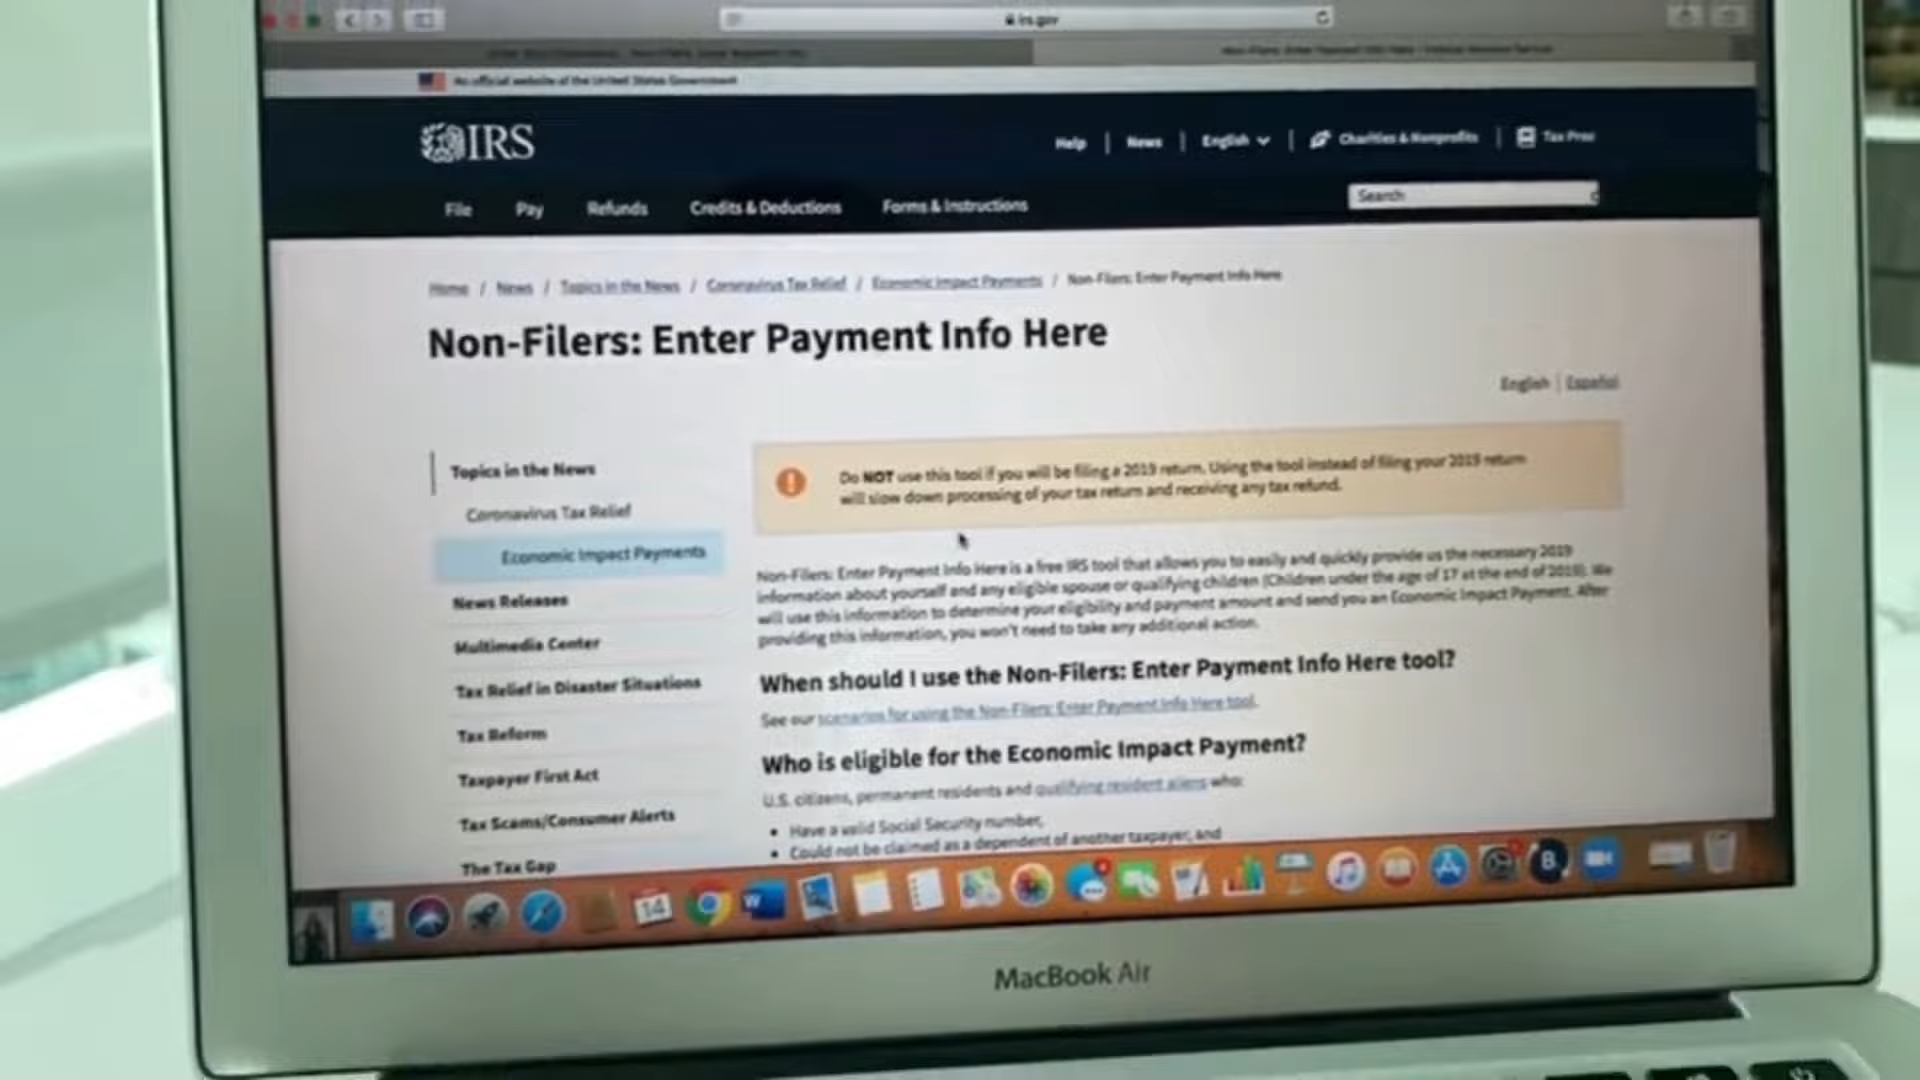 irs.gov
An official website of the United States Government
IRS
Help | News | English | Charities & Nonprofits | Tax Pros
File Pay Refunds Credits & Deductions Forms & Instructions
Search
Home / News / Topics in the News / Coronavirus Tax Relief / Economic Impact Payments / Non-Filers: Enter Payment Info Here
Non-Filers: Enter Payment Info Here
English | Español
Topics in the News
Coronavirus Tax Relief
Economic Impact Payments
News Releases
Multimedia Center
Tax Relief in Disaster Situations
Tax Reform
Taxpayer First Act
Tax Scams/Consumer Alerts
The Tax Gap
Do NOT use this tool if you will be filing a 2019 return. Using the tool instead of filing your 2019 return
will slow down processing of your tax return and receiving any tax refund.
Non-Filers: Enter Payment Info Here is a free IRS tool that allows you to easily and quickly provide us the necessary 2019
information about yourself and any eligible spouse or qualifying children (Children under the age of 17 at the end of 2019). We
will use this information to determine your eligibility and payment amount and send you an Economic Impact Payment. After
providing this information, you won't need to take any additional action.
When should I use the Non-Filers: Enter Payment Info Here tool?
See our scenarios for using the Non-Filers: Enter Payment Info Here tool.
Who is eligible for the Economic Impact Payment?
U.S. citizens, permanent residents and qualifying resident aliens who:
• Have a valid Social Security number,
• Could not be claimed as a dependent of another taxpayer, and
14
W
B
MacBook Air